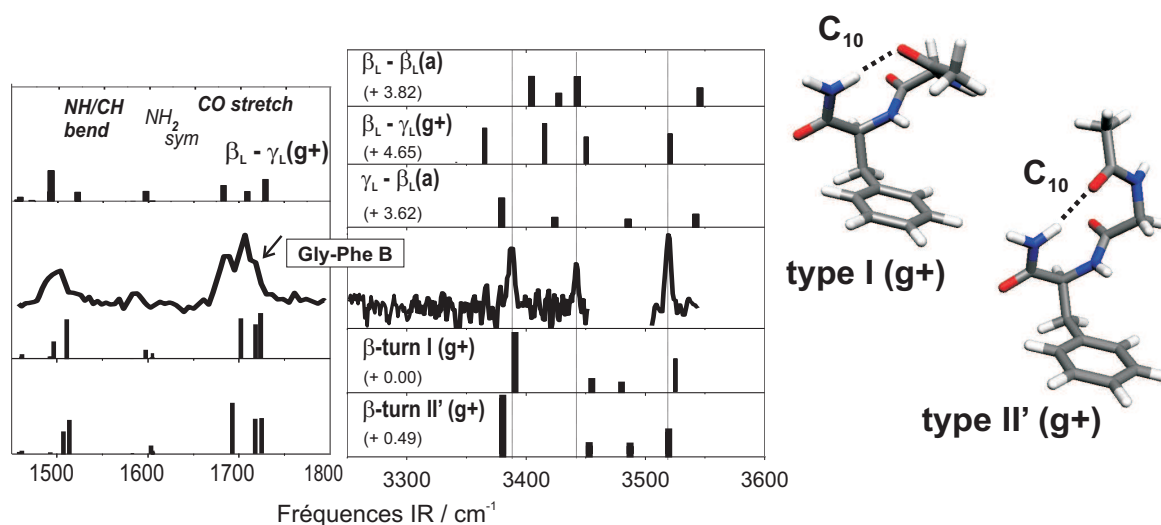 NH/CH
bend
NH2
sym
CO stretch
βL - γL(g+)
Gly-Phe B
1500 1600 1700 1800
βL - βL(a)
(+ 3.82)
βL - γL(g+)
(+ 4.65)
γL - βL(a)
(+ 3.62)
β-turn I (g+)
(+ 0.00)
β-turn II' (g+)
(+ 0.49)
3300 3400 3500 3600
Fréquences IR / cm-1
C10
type I (g+)
C10
type II' (g+)